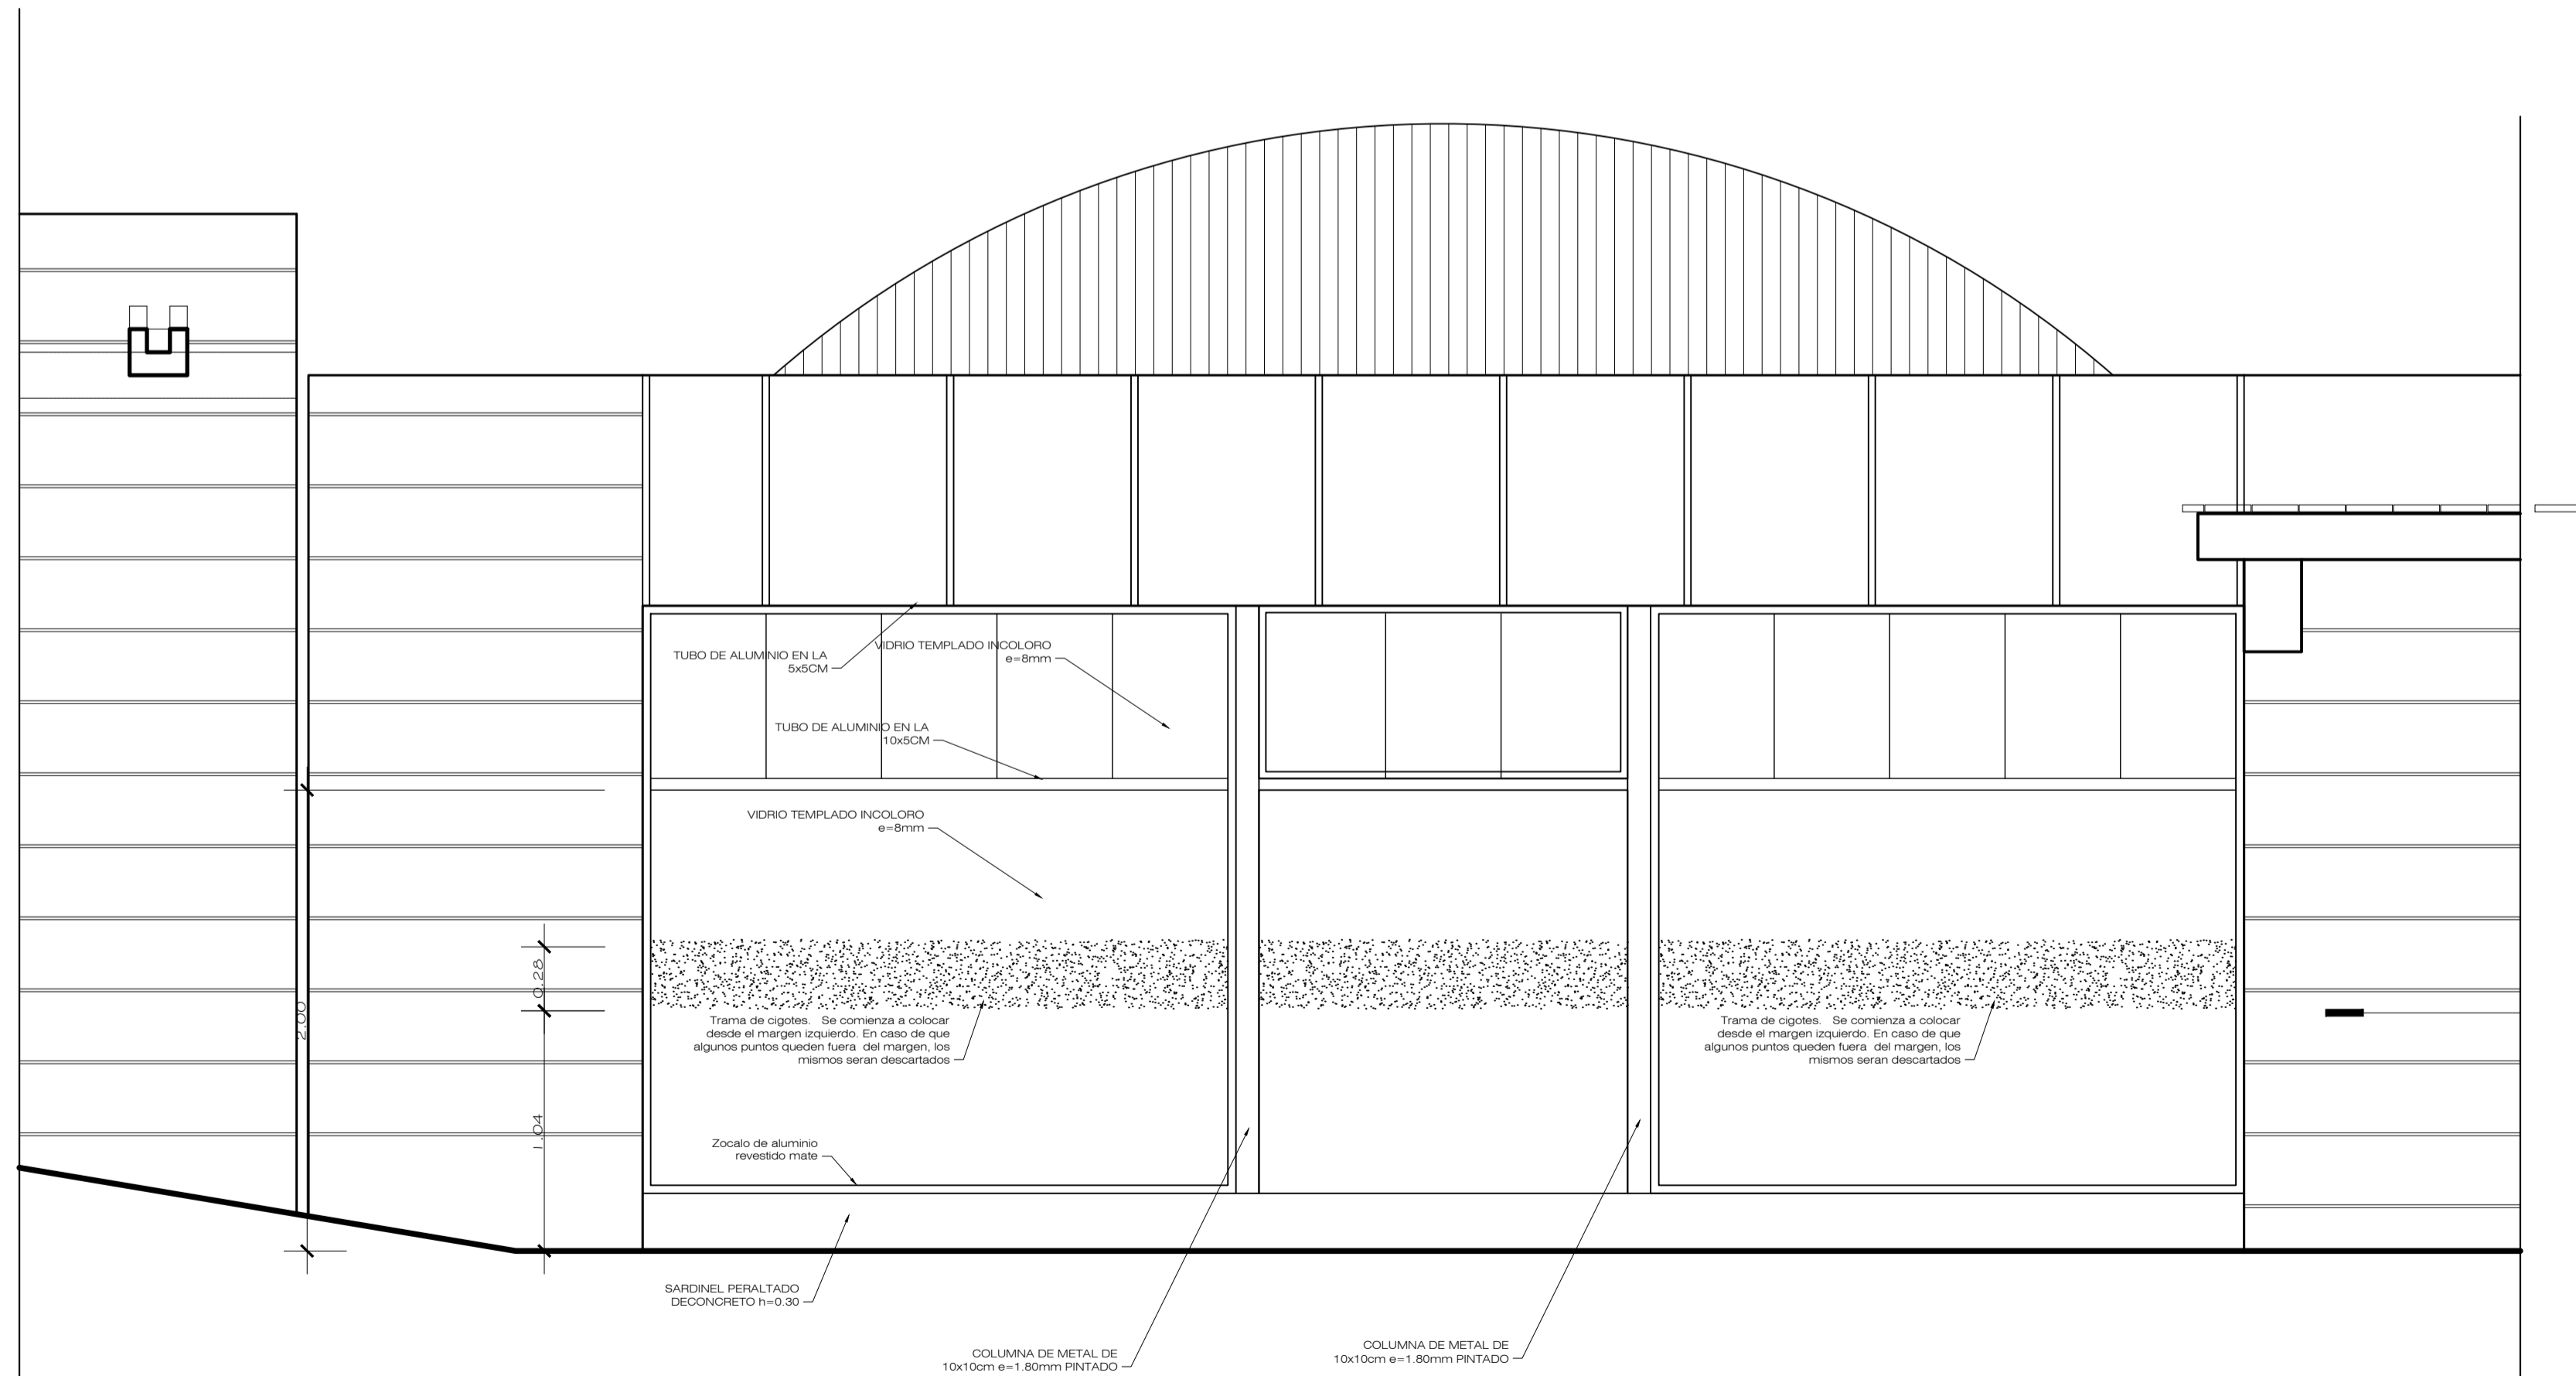 TUBO DE ALUMINIO EN LA
5x5CM
VIDRIO TEMPLADO INCOLORO
e=8mm
TUBO DE ALUMINIO EN LA
10x5CM
VIDRIO TEMPLADO INCOLORO
e=8mm
0.28
2.00
1.04
Trama de cigotes.   Se comienza a colocar
desde el margen izquierdo. En caso de que
algunos puntos queden fuera  del margen, los
mismos seran descartados
Trama de cigotes.   Se comienza a colocar
desde el margen izquierdo. En caso de que
algunos puntos queden fuera  del margen, los
mismos seran descartados
Zocalo de aluminio
revestido mate
SARDINEL PERALTADO
DECONCRETO h=0.30
COLUMNA DE METAL DE
10x10cm e=1.80mm PINTADO
COLUMNA DE METAL DE
10x10cm e=1.80mm PINTADO